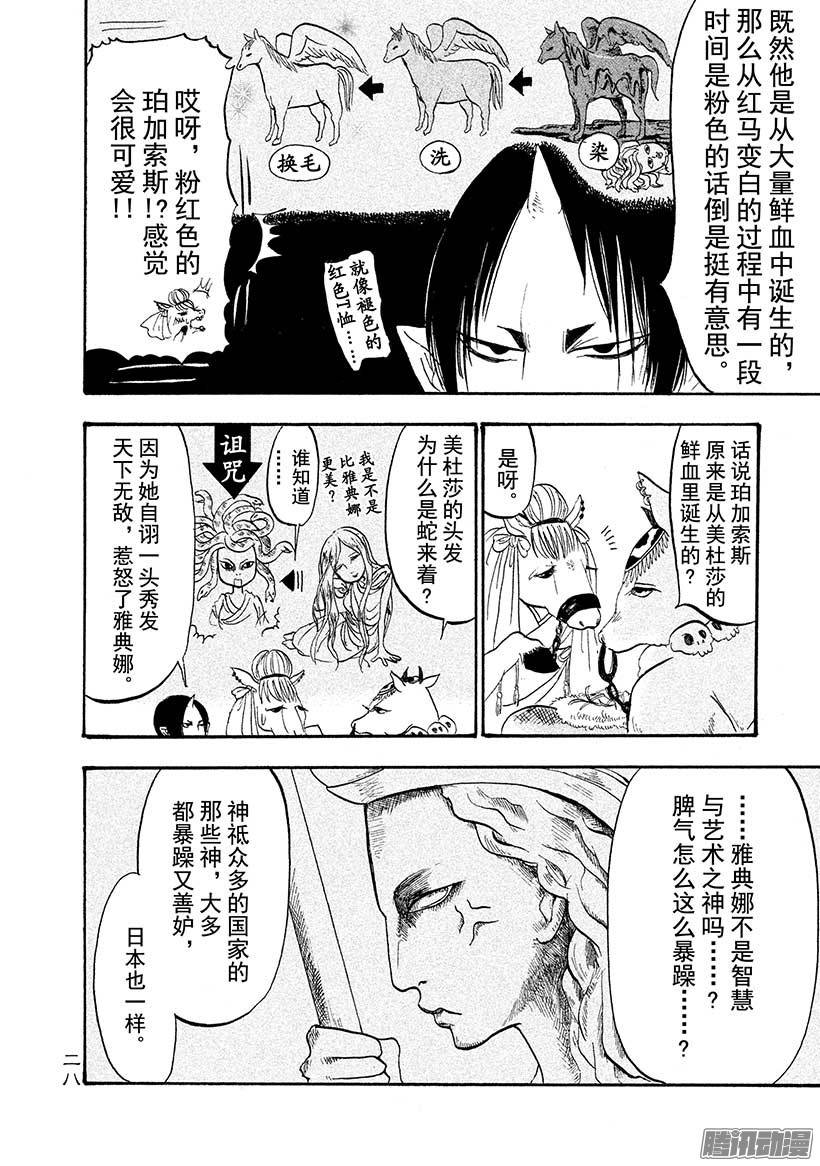 既然他是从大量鲜血中诞生的，
那么从红马变白的过程中有一段
时间是粉色的话倒是挺有意思。
染
洗
换毛
就像褪色的
红色T恤……
哎呀，粉红色的
珀加索斯!?感觉
会很可爱!!
话说珀加索斯
原来是从美杜莎的
鲜血里诞生的？
是呀。
美杜莎的头发
为什么是蛇来着？
我是不是
比雅典娜
更美？
谁知道
……
诅咒
因为她自诩一头秀发
天下无敌，惹怒了雅典娜。
……雅典娜不是智慧
与艺术之神吗……？
脾气怎么这么暴躁……？
神祇众多的国家的
那些神，大多
都暴躁又善妒，
日本也一样。
二八
腾讯动漫